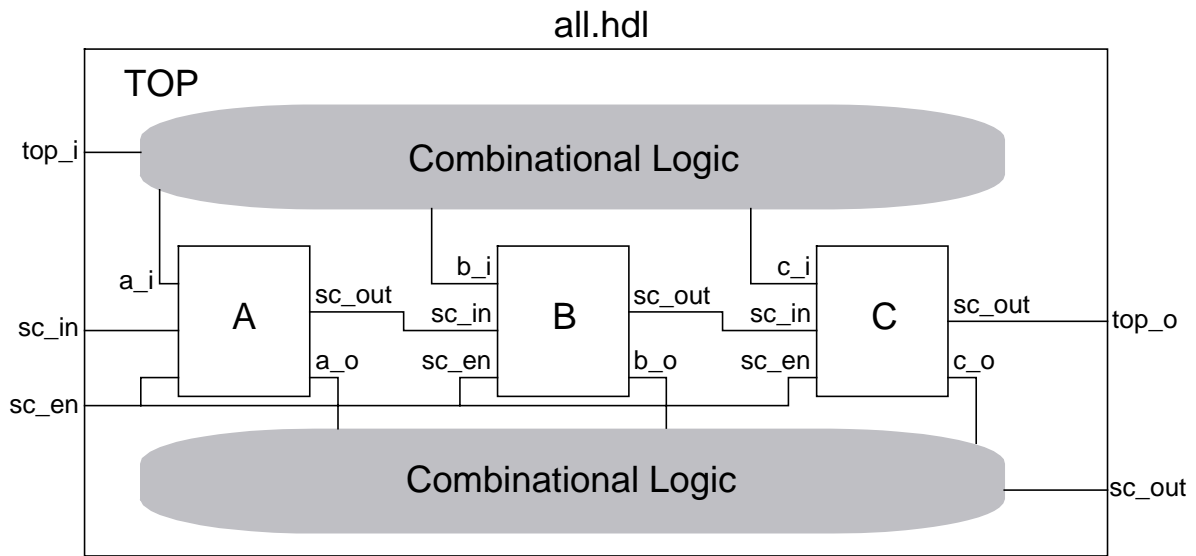 all.hdl
TOP
top_i
Combinational Logic
a_i
b_i
c_i
sc_in
A
sc_out
sc_in
B
sc_out
sc_in
C
sc_out
top_o
sc_en
a_o
sc_en
b_o
sc_en
c_o
Combinational Logic
sc_out